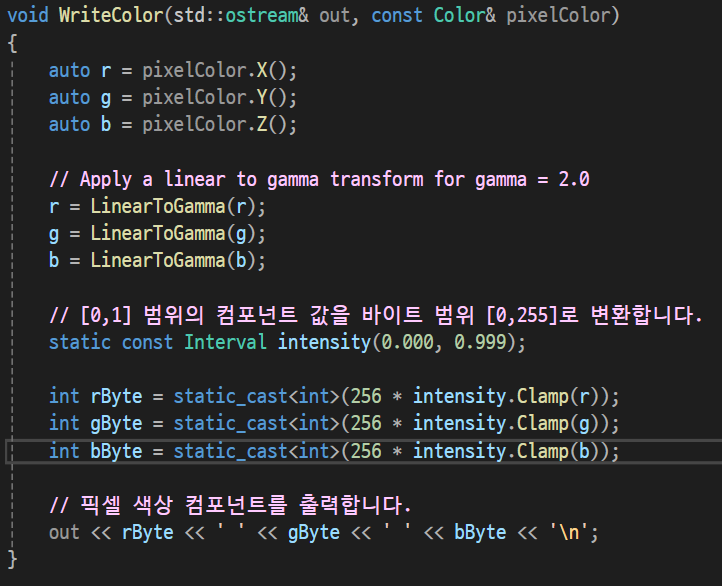 void WriteColor(std::ostream& out, const Color& pixelColor)
{
    auto r = pixelColor.X();
    auto g = pixelColor.Y();
    auto b = pixelColor.Z();

    // Apply a linear to gamma transform for gamma = 2.0
    r = LinearToGamma(r);
    g = LinearToGamma(g);
    b = LinearToGamma(b);

    // [0,1] 범위의 컴포넌트 값을 바이트 범위 [0,255]로 변환합니다.
    static const Interval intensity(0.000, 0.999);

    int rByte = static_cast<int>(256 * intensity.Clamp(r));
    int gByte = static_cast<int>(256 * intensity.Clamp(g));
    int bByte = static_cast<int>(256 * intensity.Clamp(b));

    // 픽셀 색상 컴포넌트를 출력합니다.
    out << rByte << ' ' << gByte << ' ' << bByte << '\n';
}